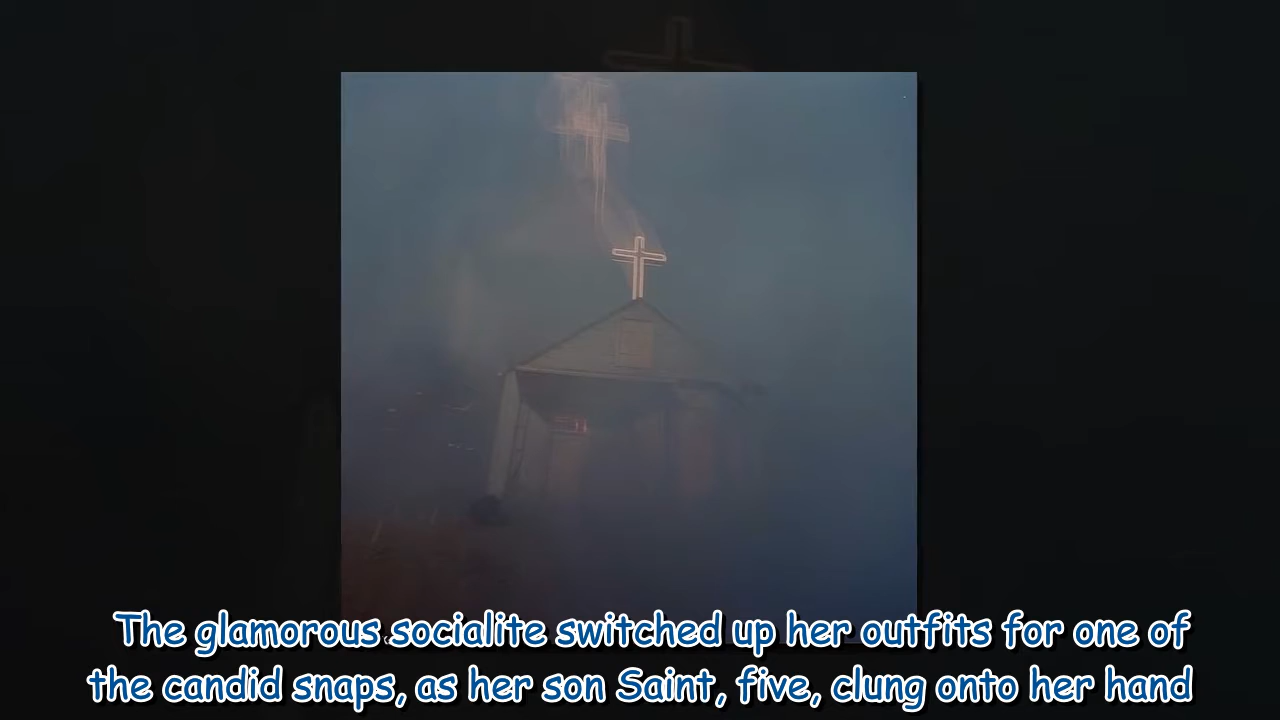 The glamorous socialite switched up her outfits for one of
the candid snaps, as her son Saint, five, clung onto her hand